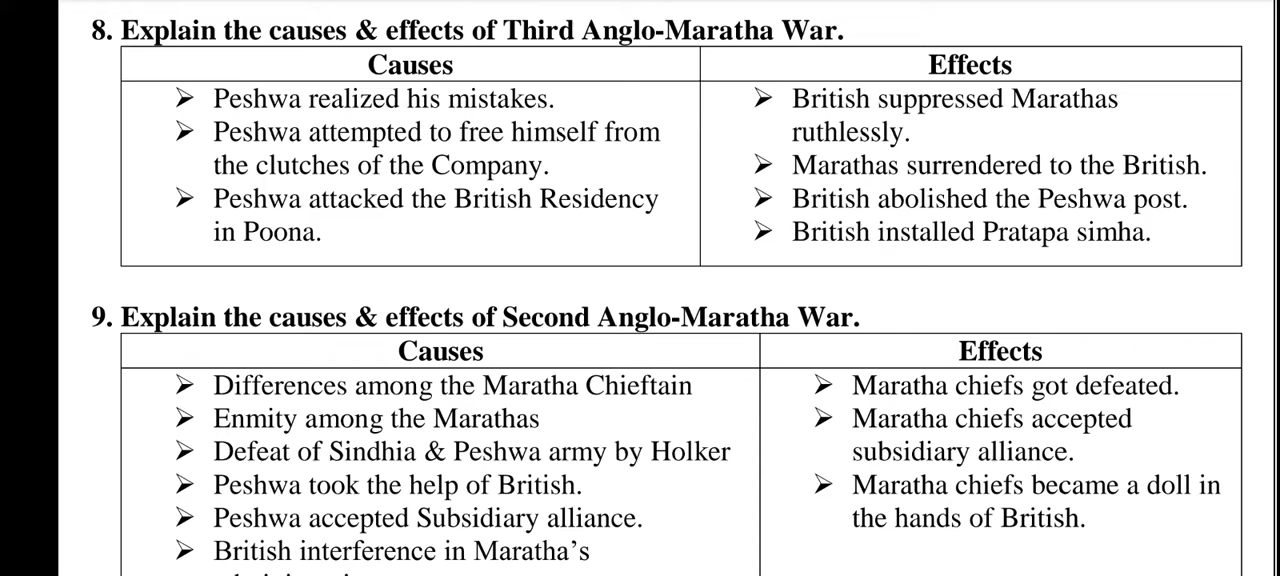 8. Explain the causes & effects of Third Anglo-Maratha War.
Causes
Effects
➢ Peshwa realized his mistakes.
➢ Peshwa attempted to free himself from
the clutches of the Company.
➢ Peshwa attacked the British Residency
in Poona.
➢ British suppressed Marathas
ruthlessly.
➢ Marathas surrendered to the British.
➢ British abolished the Peshwa post.
➢ British installed Pratapa simha.
9. Explain the causes & effects of Second Anglo-Maratha War.
Causes
Effects
➢ Differences among the Maratha Chieftain
➢ Enmity among the Marathas
➢ Defeat of Sindhia & Peshwa army by Holker
➢ Peshwa took the help of British.
➢ Peshwa accepted Subsidiary alliance.
➢ British interference in Maratha’s
➢ Maratha chiefs got defeated.
➢ Maratha chiefs accepted
subsidiary alliance.
➢ Maratha chiefs became a doll in
the hands of British.